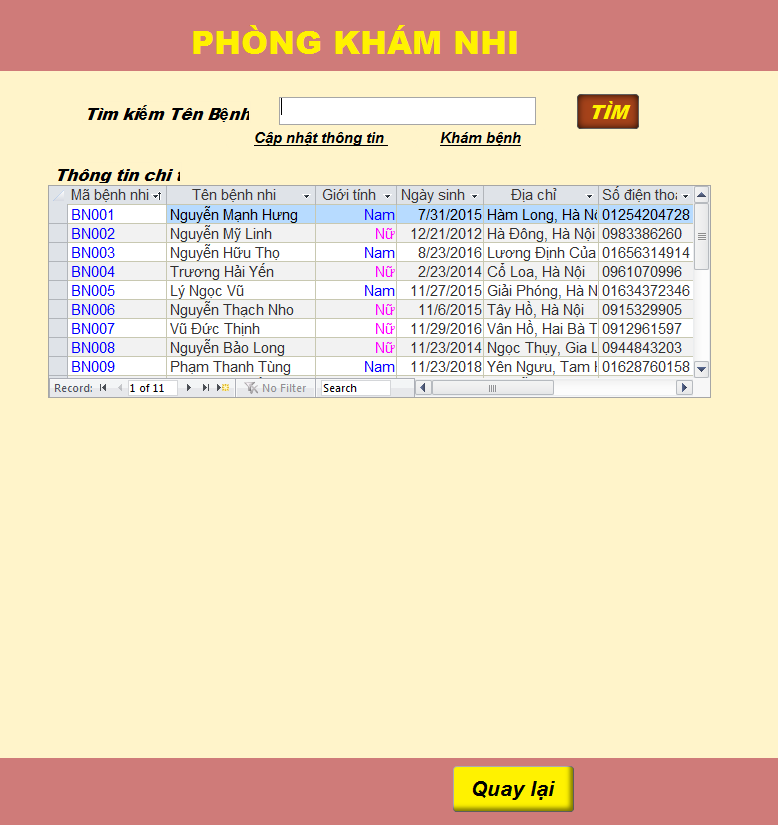 PHÒNG KHÁM NHI
Tìm kiếm Tên Bệnh
TÌM
Cập nhật thông tin Khám bệnh
Thông tin chi t
Mã bệnh nhi Tên bệnh nhi Giới tính Ngày sinh Địa chỉ Số điện thoạ
BN001 Nguyễn Mạnh Hưng Nam 7/31/2015 Hàm Long, Hà Nộ 01254204728
BN002 Nguyễn Mỹ Linh Nữ 12/21/2012 Hà Đông, Hà Nội 0983386260
BN003 Nguyễn Hữu Thọ Nam 8/23/2016 Lương Định Của 01656314914
BN004 Trương Hải Yến Nữ 2/23/2014 Cổ Loa, Hà Nội 0961070996
BN005 Lý Ngọc Vũ Nam 11/27/2015 Giải Phóng, Hà N 01634372346
BN006 Nguyễn Thạch Nho Nữ 11/6/2015 Tây Hồ, Hà Nội 0915329905
BN007 Vũ Đức Thịnh Nữ 11/29/2016 Vân Hồ, Hai Bà T 0912961597
BN008 Nguyễn Bảo Long Nữ 11/23/2014 Ngọc Thụy, Gia L 0944843203
BN009 Phạm Thanh Tùng Nam 11/23/2018 Yên Ngưu, Tam H 01628760158
Record: 1 of 11 No Filter Search
Quay lại